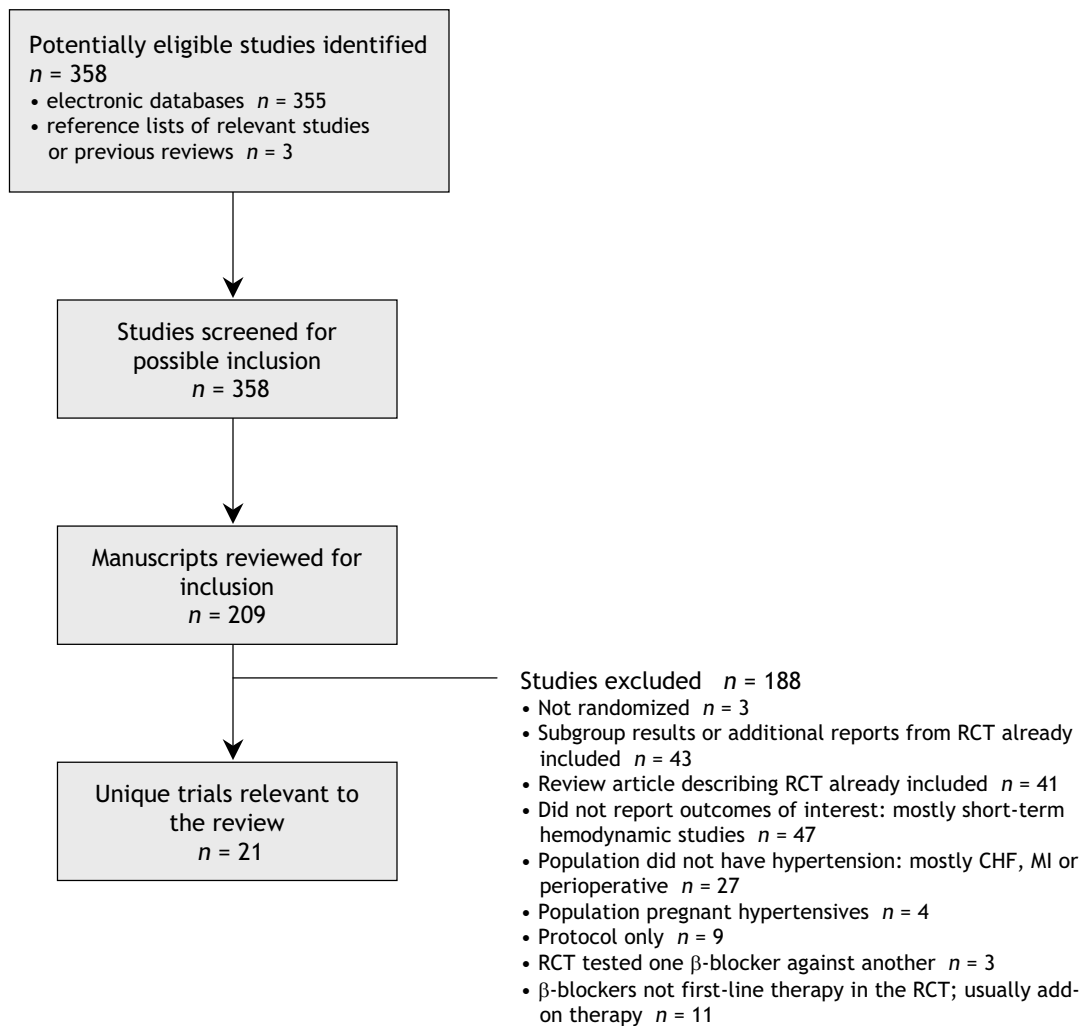 Potentially eligible studies identified
n = 358
• electronic databases n = 355
• reference lists of relevant studies
or previous reviews n = 3
Studies screened for
possible inclusion
n = 358
Manuscripts reviewed for
inclusion
n = 209
Studies excluded n = 188
• Not randomized n = 3
• Subgroup results or additional reports from RCT already
included n = 43
• Review article describing RCT already included n = 41
• Did not report outcomes of interest: mostly short-term
hemodynamic studies n = 47
• Population did not have hypertension: mostly CHF, MI or
perioperative n = 27
• Population pregnant hypertensives n = 4
• Protocol only n = 9
• RCT tested one β-blocker against another n = 3
• β-blockers not first-line therapy in the RCT; usually add-
on therapy n = 11
Unique trials relevant to
the review
n = 21